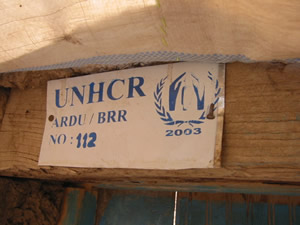 UNHCR
ARDU/BRR
NO: 112
2003